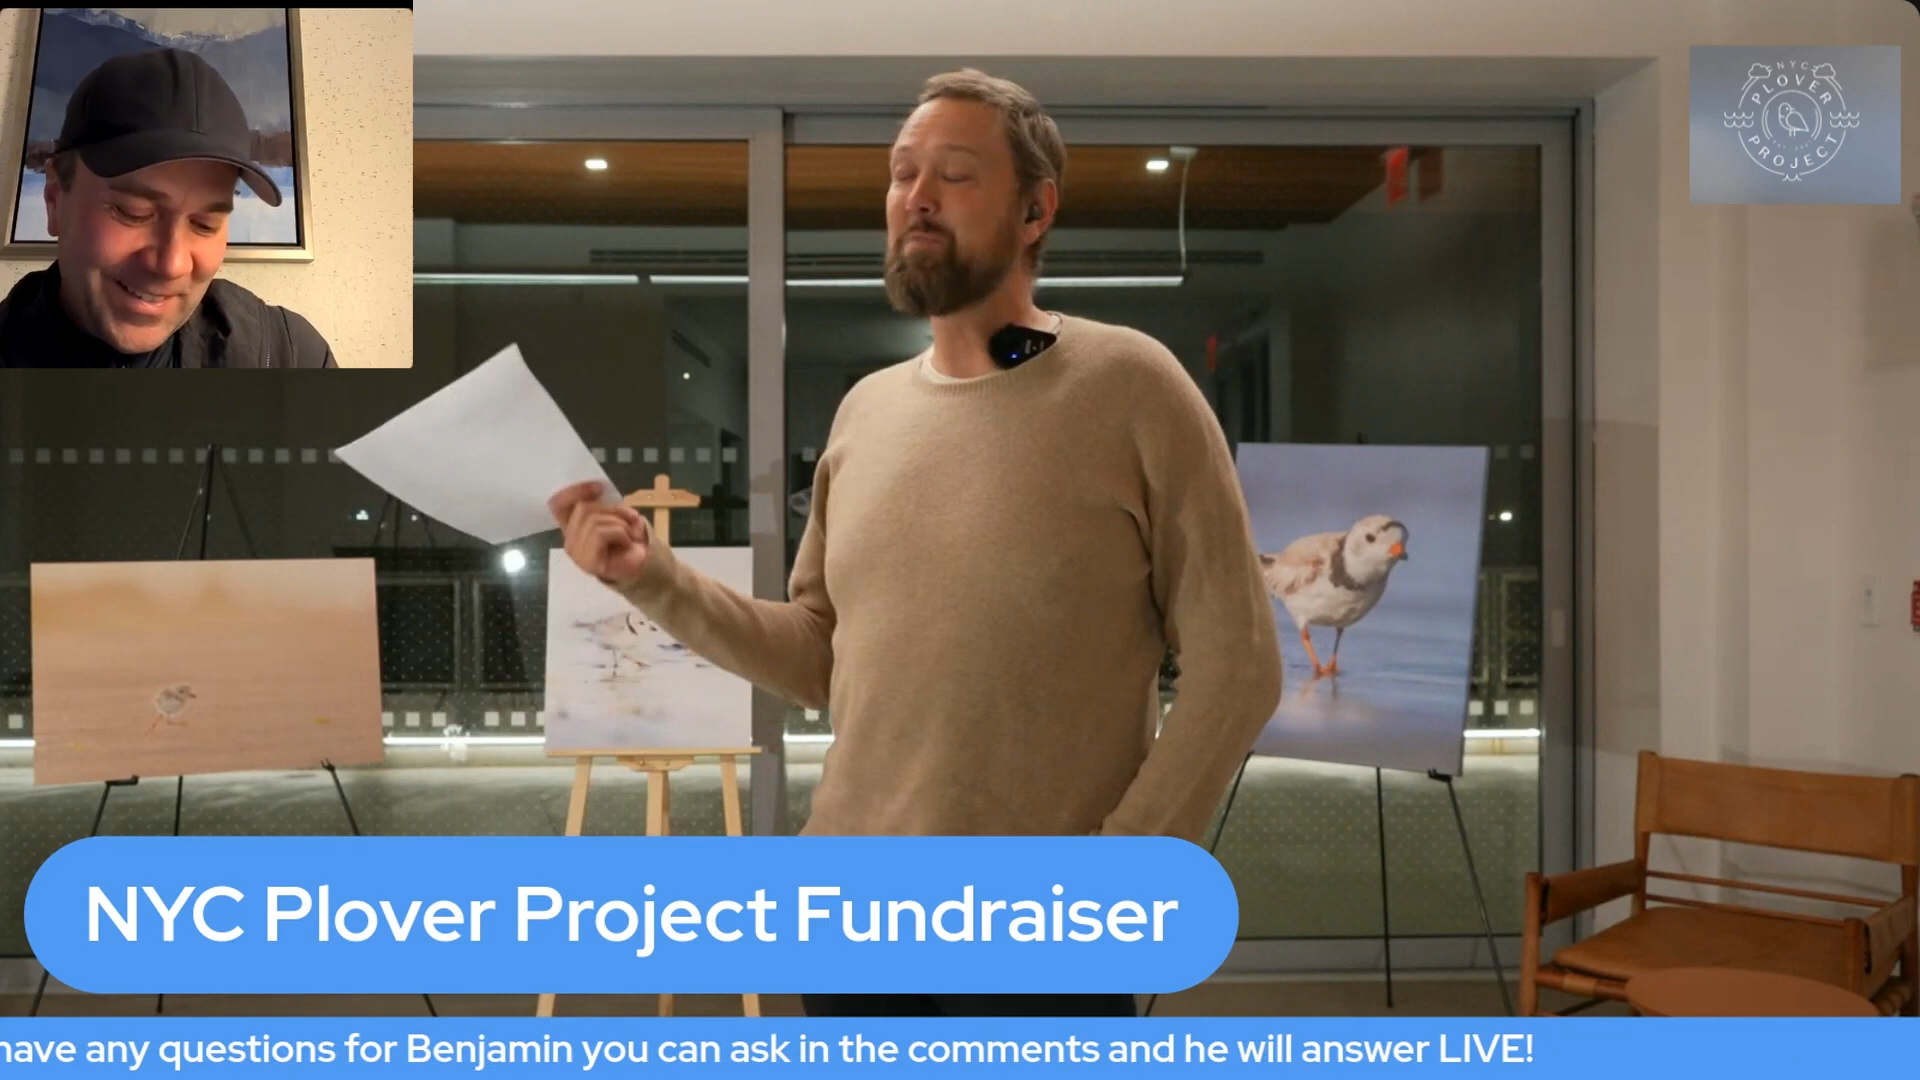 NYC
PLOVER
PROJECT
NYC Plover Project Fundraiser
have any questions for Benjamin you can ask in the comments and he will answer LIVE!